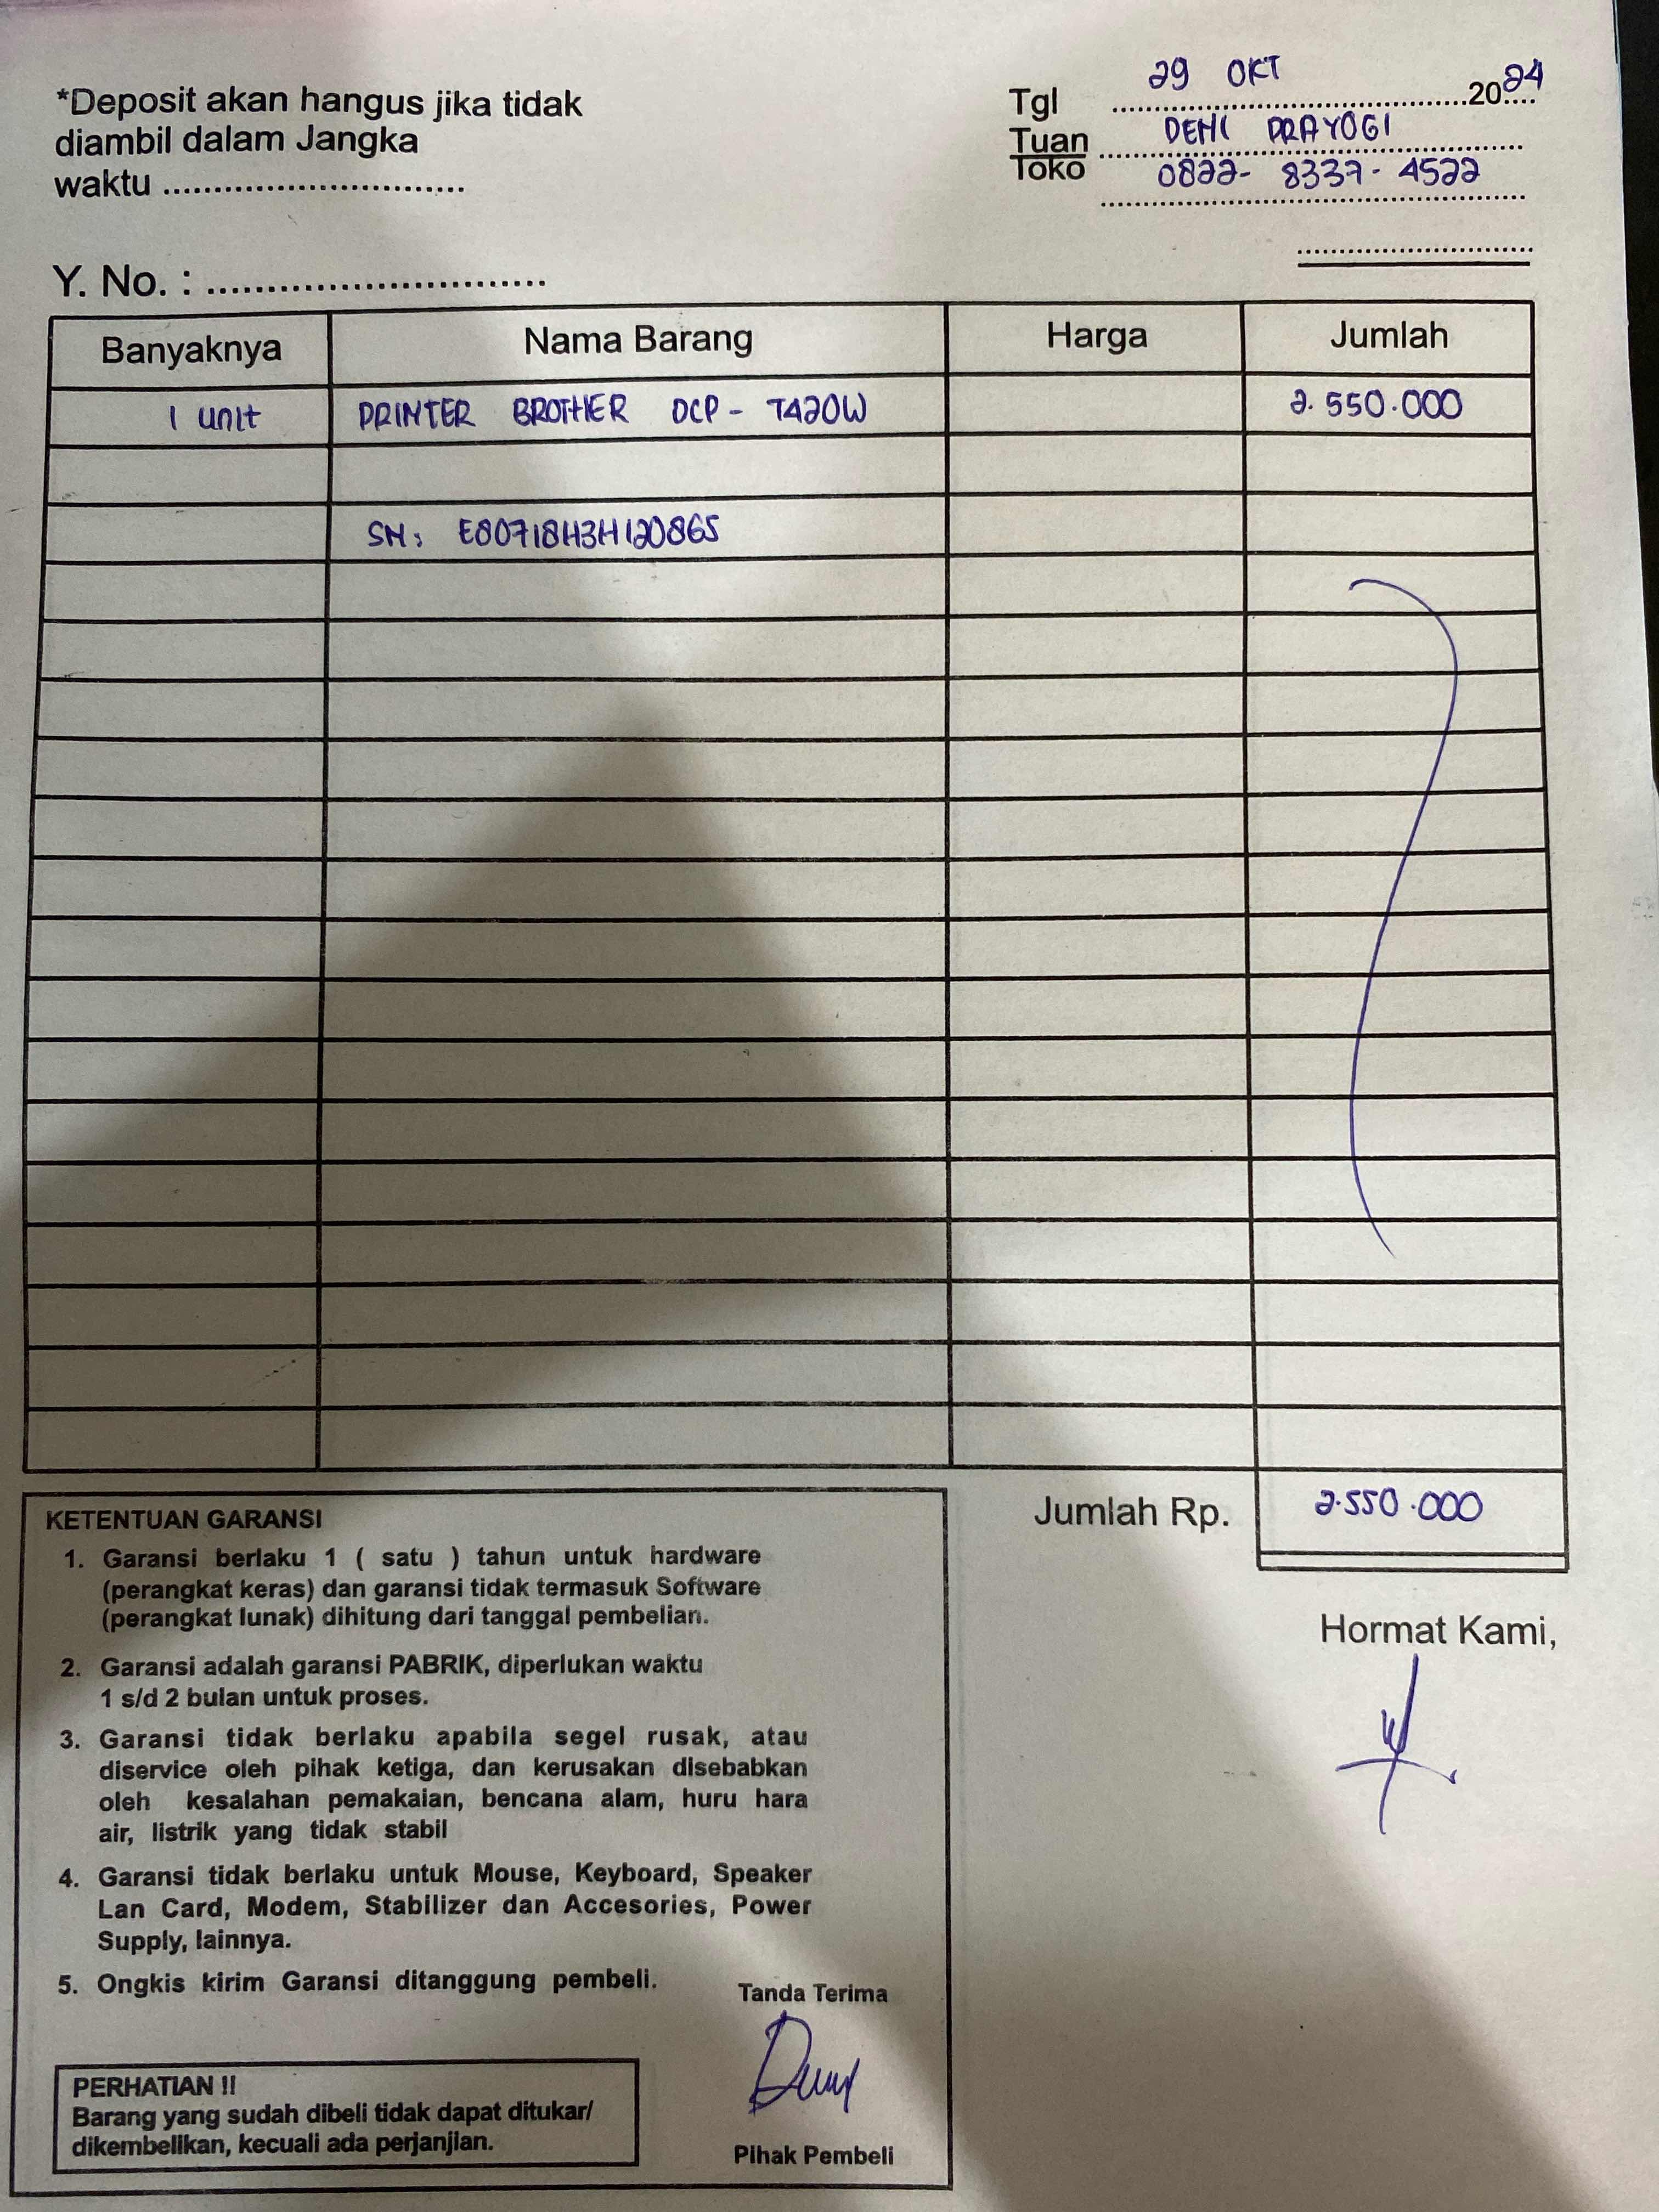 *Deposit akan hangus jika tidak
diambil dalam Jangka
waktu ..............................
Tgl 29 OKT 2024
Tuan DENI PRAYOGI
Toko 0822- 8337- 4522
Y. No. : ..............................
Banyaknya Nama Barang Harga Jumlah
1 unit PRINTER BROTHER DCP - T420W 2.550.000
SN: E80718H3H120865
Jumlah Rp. 2.550.000
Hormat Kami,
KETENTUAN GARANSI
1. Garansi berlaku 1 ( satu ) tahun untuk hardware
(perangkat keras) dan garansi tidak termasuk Software
(perangkat lunak) dihitung dari tanggal pembelian.
2. Garansi adalah garansi PABRIK, diperlukan waktu
1 s/d 2 bulan untuk proses.
3. Garansi tidak berlaku apabila segel rusak, atau
diservice oleh pihak ketiga, dan kerusakan disebabkan
oleh kesalahan pemakaian, bencana alam, huru hara
air, listrik yang tidak stabil
4. Garansi tidak berlaku untuk Mouse, Keyboard, Speaker
Lan Card, Modem, Stabilizer dan Accesories, Power
Supply, lainnya.
5. Ongkis kirim Garansi ditanggung pembeli.
Tanda Terima
PERHATIAN !!
Barang yang sudah dibeli tidak dapat ditukar/
dikembelikan, kecuali ada perjanjian.
Pihak Pembeli